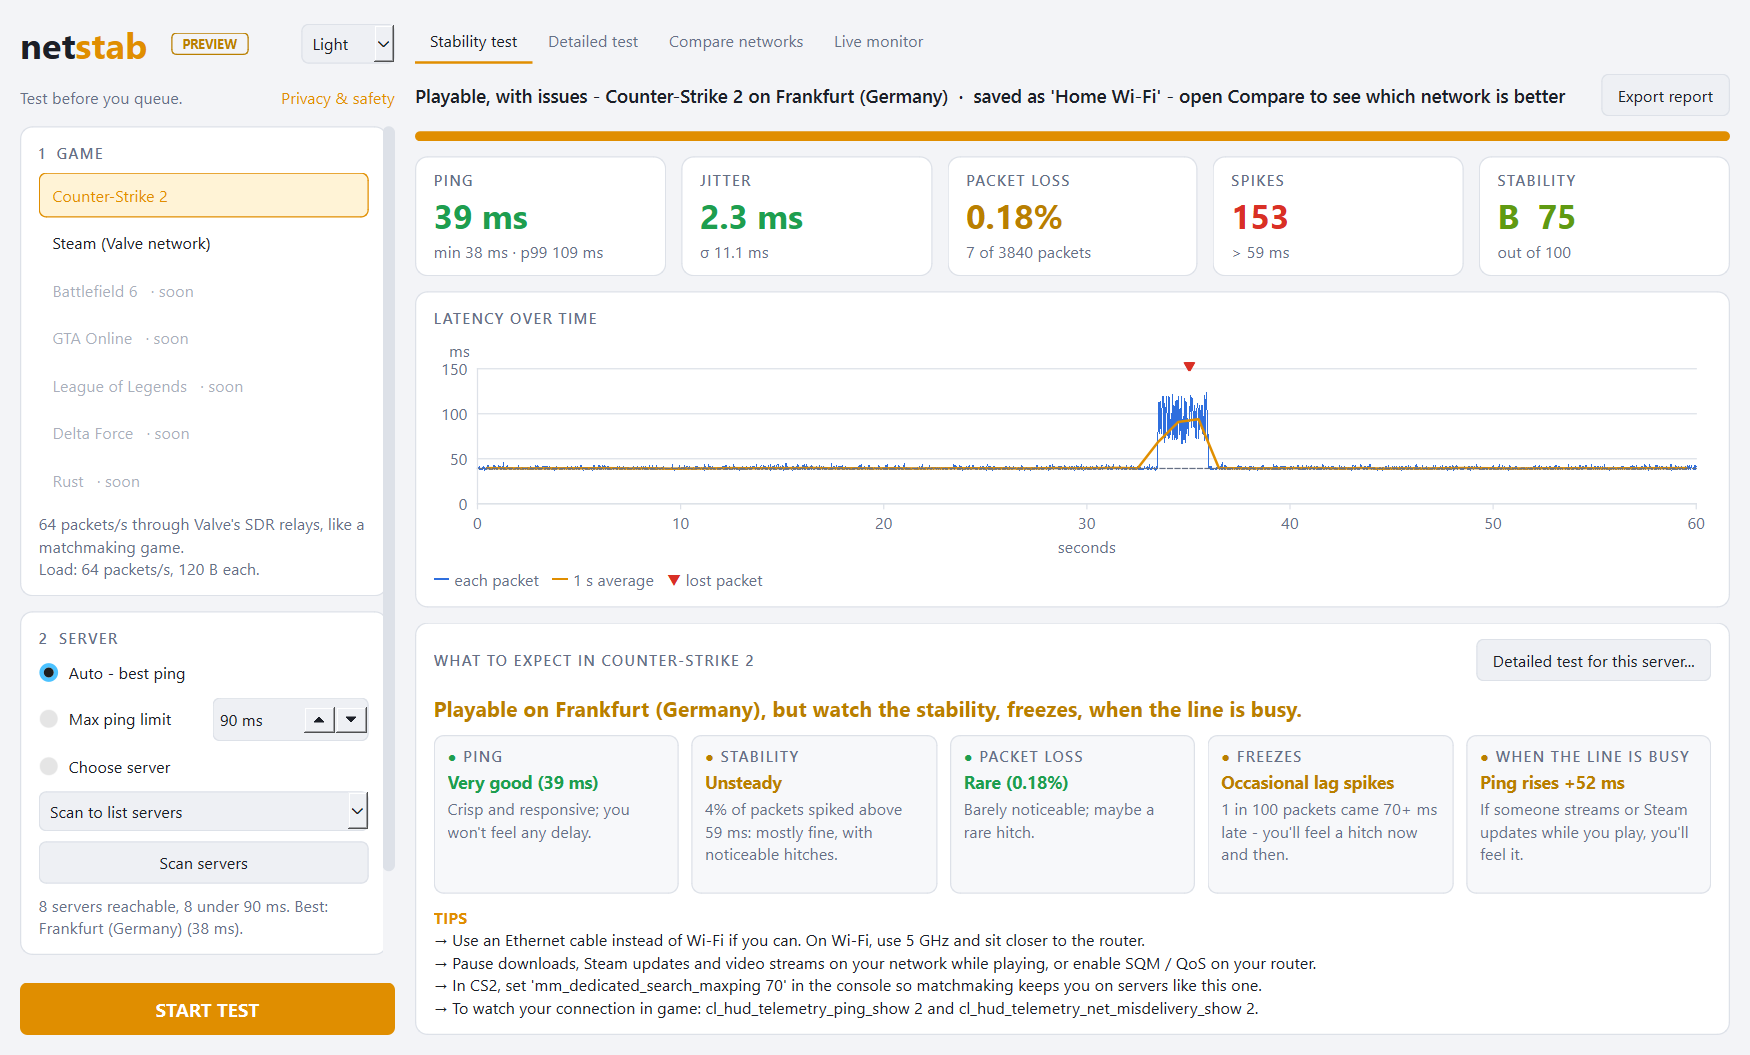 netstab PREVIEW Light
Test before you queue. Privacy & safety
1 GAME
Counter-Strike 2
Steam (Valve network)
Battlefield 6 · soon
GTA Online · soon
League of Legends · soon
Delta Force · soon
Rust · soon
64 packets/s through Valve's SDR relays, like a
matchmaking game.
Load: 64 packets/s, 120 B each.
2 SERVER
Auto - best ping
Max ping limit 90 ms
Choose server
Scan to list servers
Scan servers
8 servers reachable, 8 under 90 ms. Best:
Frankfurt (Germany) (38 ms).
START TEST
Stability test Detailed test Compare networks Live monitor
Playable, with issues - Counter-Strike 2 on Frankfurt (Germany) · saved as 'Home Wi-Fi' - open Compare to see which network is better
Export report
PING
39 ms
min 38 ms · p99 109 ms
JITTER
2.3 ms
σ 11.1 ms
PACKET LOSS
0.18%
7 of 3840 packets
SPIKES
153
> 59 ms
STABILITY
B 75
out of 100
LATENCY OVER TIME
ms
150
100
50
0
0 10 20 30 40 50 60
seconds
each packet 1 s average lost packet
WHAT TO EXPECT IN COUNTER-STRIKE 2
Detailed test for this server...
Playable on Frankfurt (Germany), but watch the stability, freezes, when the line is busy.
• PING
Very good (39 ms)
Crisp and responsive; you
won't feel any delay.
• STABILITY
Unsteady
4% of packets spiked above
59 ms: mostly fine, with
noticeable hitches.
• PACKET LOSS
Rare (0.18%)
Barely noticeable; maybe a
rare hitch.
• FREEZES
Occasional lag spikes
1 in 100 packets came 70+ ms
late - you'll feel a hitch now
and then.
• WHEN THE LINE IS BUSY
Ping rises +52 ms
If someone streams or Steam
updates while you play, you'll
feel it.
TIPS
→ Use an Ethernet cable instead of Wi-Fi if you can. On Wi-Fi, use 5 GHz and sit closer to the router.
→ Pause downloads, Steam updates and video streams on your network while playing, or enable SQM / QoS on your router.
→ In CS2, set 'mm_dedicated_search_maxping 70' in the console so matchmaking keeps you on servers like this one.
→ To watch your connection in game: cl_hud_telemetry_ping_show 2 and cl_hud_telemetry_net_misdelivery_show 2.